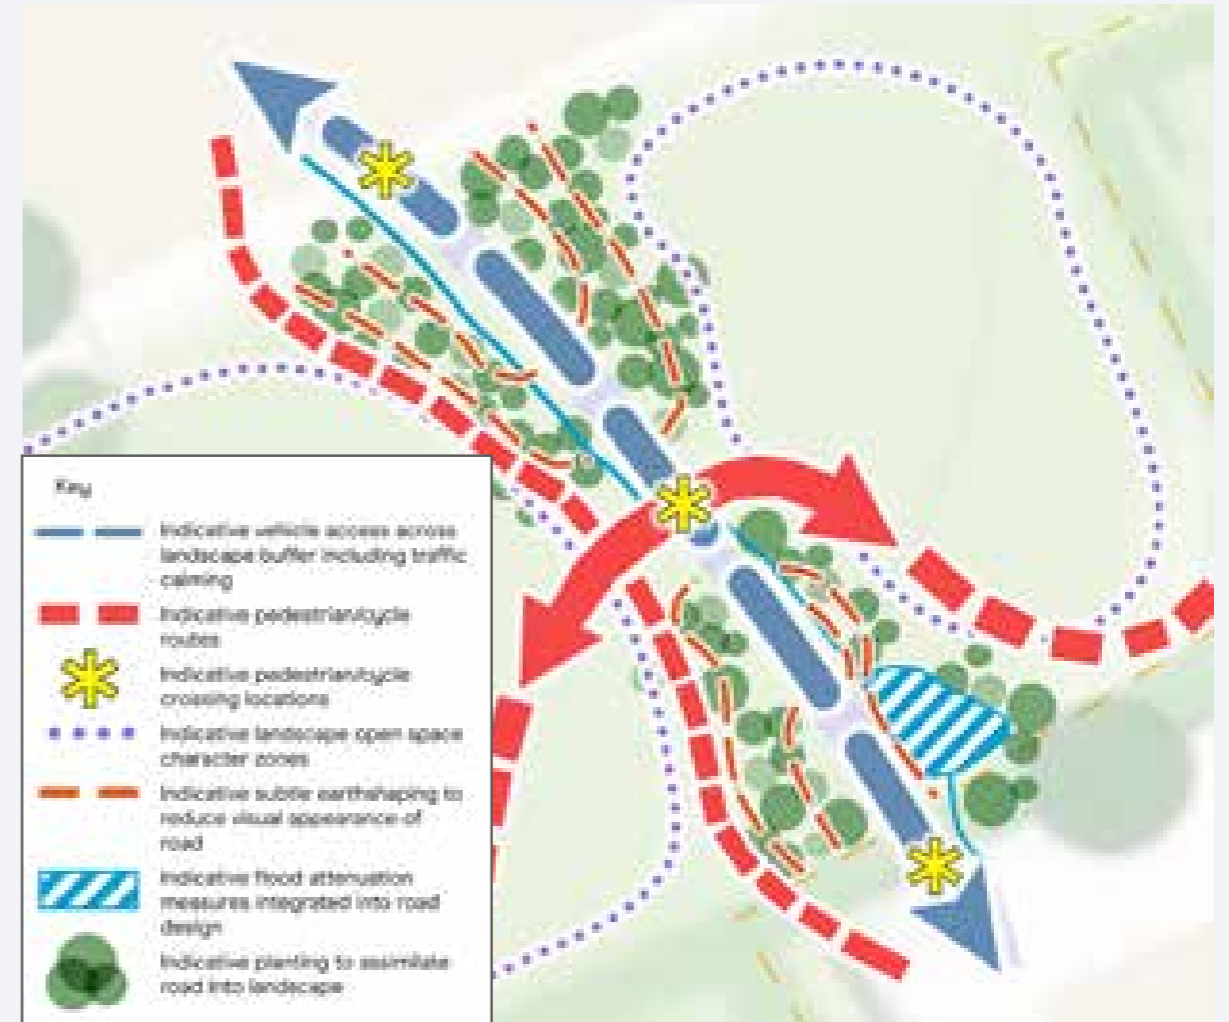 Key
Indicative vehicle access across
landscape buffer including traffic
calming
Indicative pedestrian/cycle
routes
Indicative pedestrian/cycle
crossing locations
Indicative landscape open space
character zones
Indicative subtle earthshaping to
reduce visual appearance of
road
Indicative flood attenuation
measures integrated into road
design
Indicative planting to assimilate
road into landscape